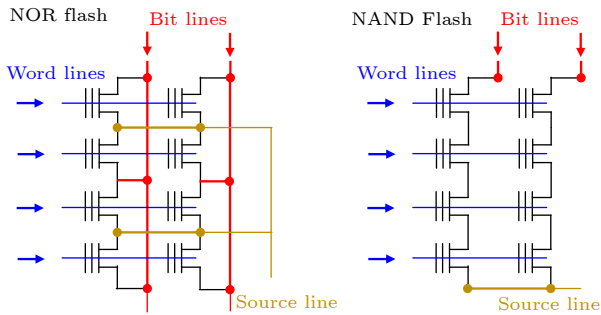 NOR flash
Bit lines
Word lines
Source line
NAND Flash
Bit lines
Word lines
Source line